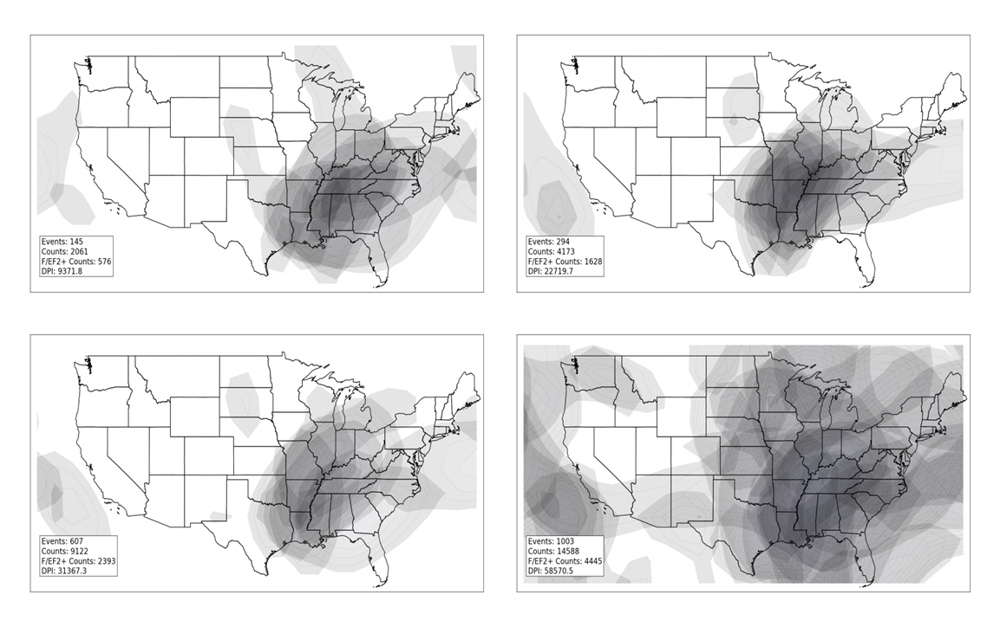 Events: 145
Counts: 2061
F/EF2+ Counts: 576
DPI: 9371.8
Events: 294
Counts: 4173
F/EF2+ Counts: 1628
DPI: 22719.7
Events: 607
Counts: 9122
F/EF2+ Counts: 2393
DPI: 31367.3
Events: 1003
Counts: 14588
F/EF2+ Counts: 4445
DPI: 58570.5